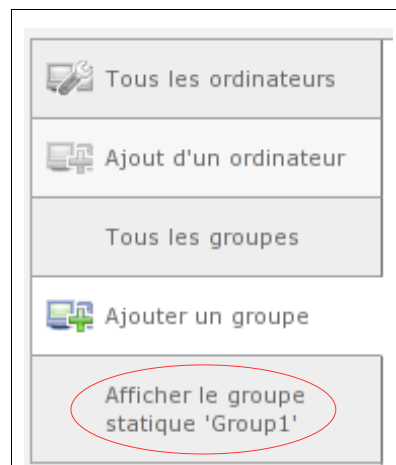 Tous les ordinateurs
Ajout d'un ordinateur
Tous les groupes
Ajouter un groupe
Afficher le groupe
statique 'Group1'